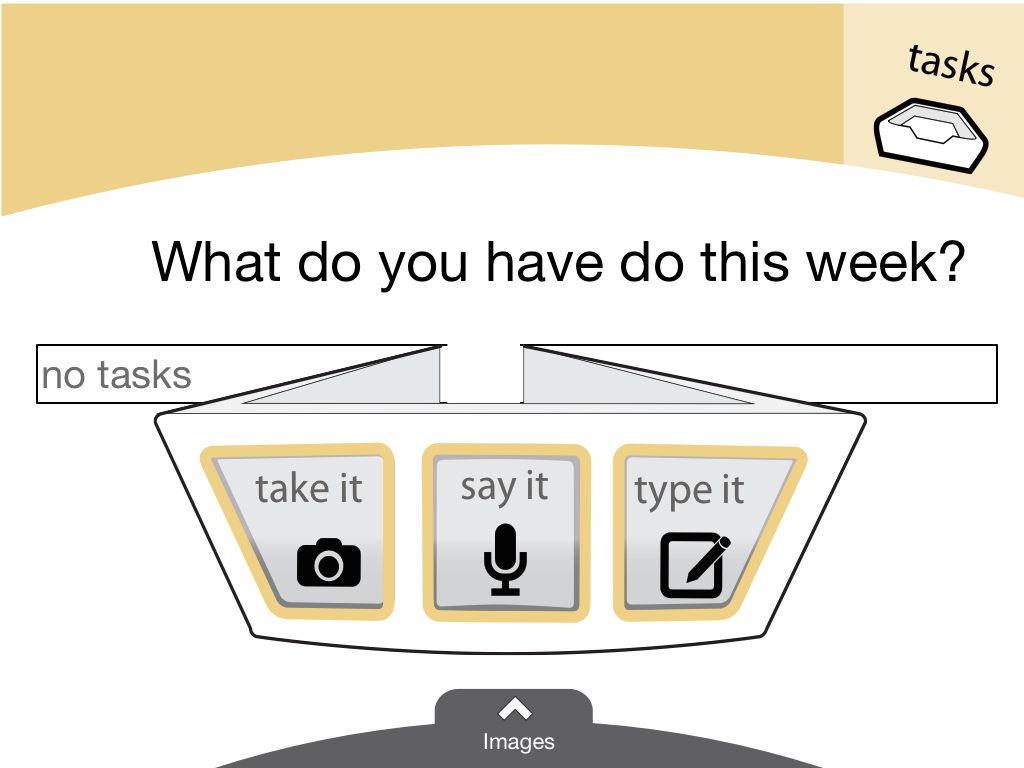 tasks
What do you have do this week?
no tasks
take it
say it
type it
Images